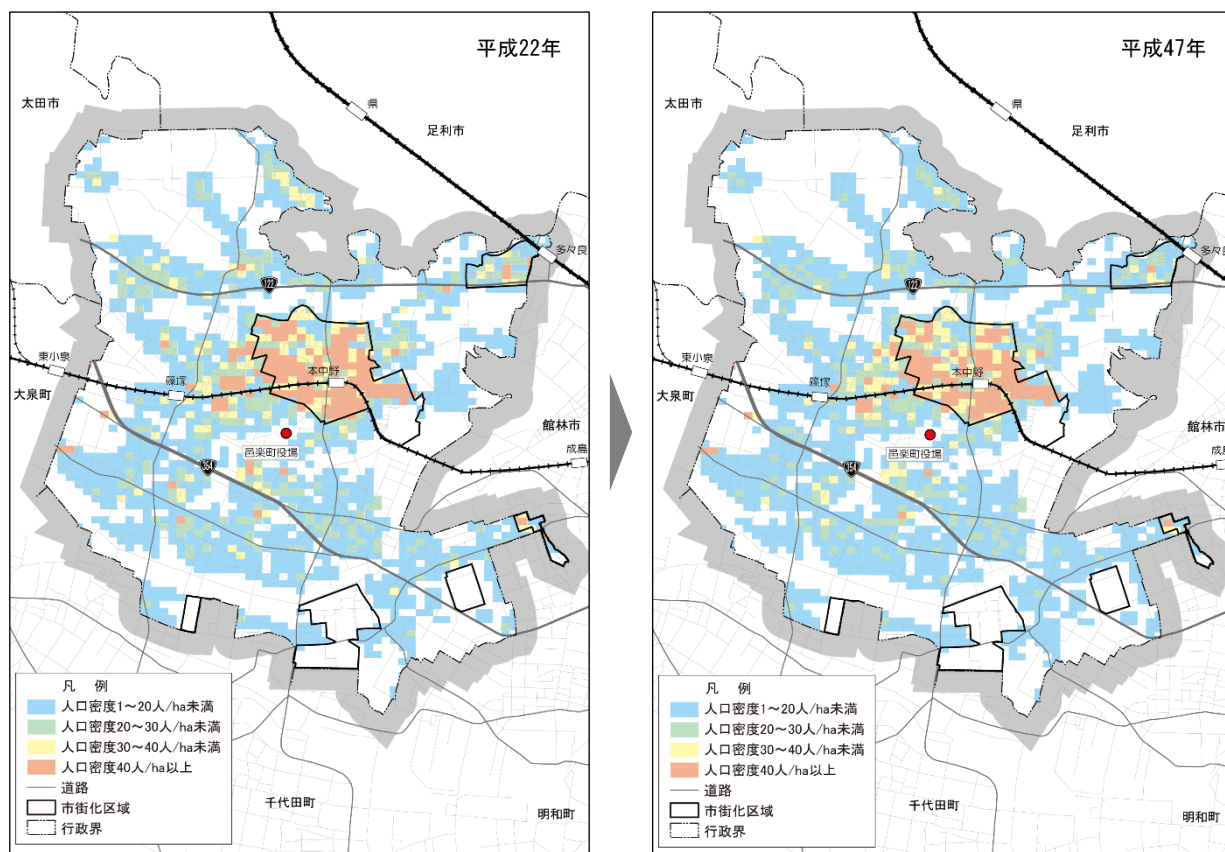 平成22年
太田市
県
足利市
多々良
122
東小泉
篠塚
本中野
大泉町
館林市
成島
邑楽町役場
354
凡 例
人口密度1～20人/ha未満
人口密度20～30人/ha未満
人口密度30～40人/ha未満
人口密度40人/ha以上
道路
市街化区域
行政界
千代田町
明和町
平成47年
太田市
県
足利市
多々良
122
東小泉
篠塚
本中野
大泉町
館林市
成島
邑楽町役場
354
凡 例
人口密度1～20人/ha未満
人口密度20～30人/ha未満
人口密度30～40人/ha未満
人口密度40人/ha以上
道路
市街化区域
行政界
千代田町
明和町